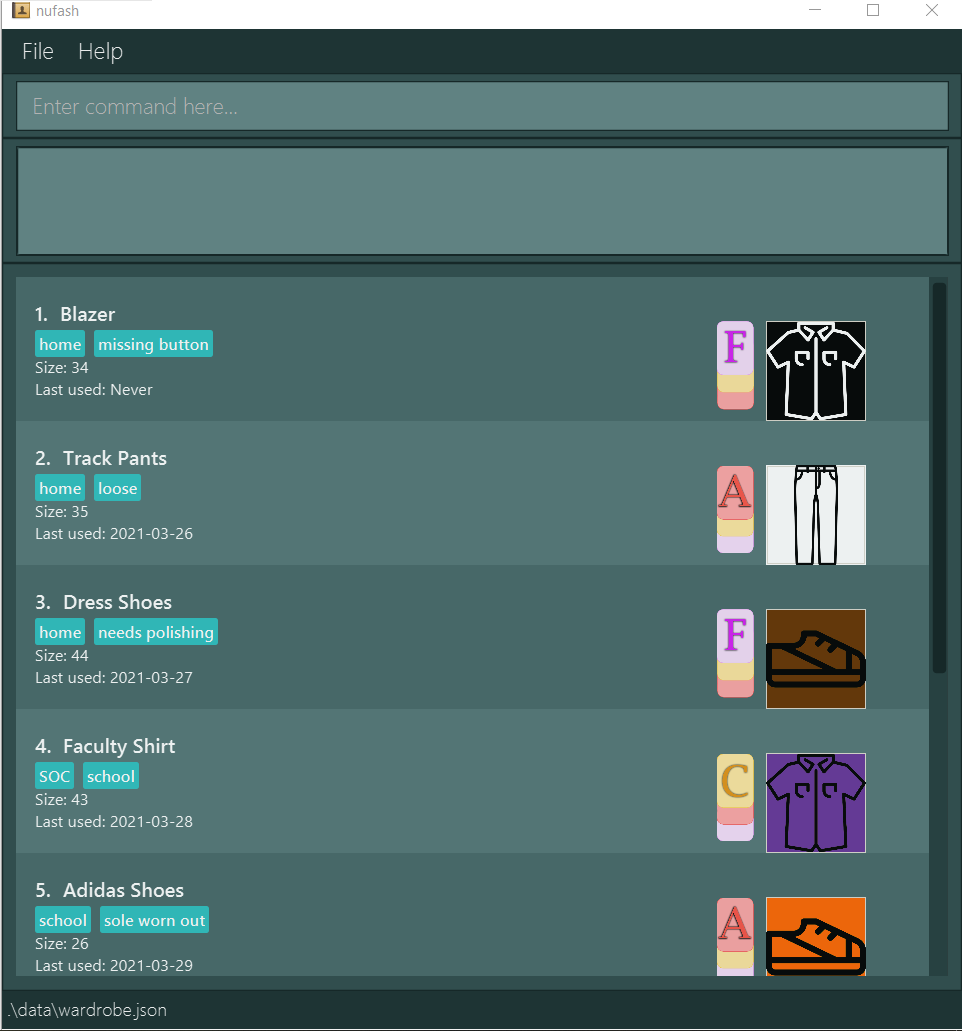 nufash
File Help
Enter command here...
1. Blazer
home missing button
Size: 34
Last used: Never
F
2. Track Pants
home loose
Size: 35
Last used: 2021-03-26
A
3. Dress Shoes
home needs polishing
Size: 44
Last used: 2021-03-27
F
4. Faculty Shirt
SOC school
Size: 43
Last used: 2021-03-28
C
5. Adidas Shoes
school sole worn out
Size: 26
Last used: 2021-03-29
A
.\data\wardrobe.json